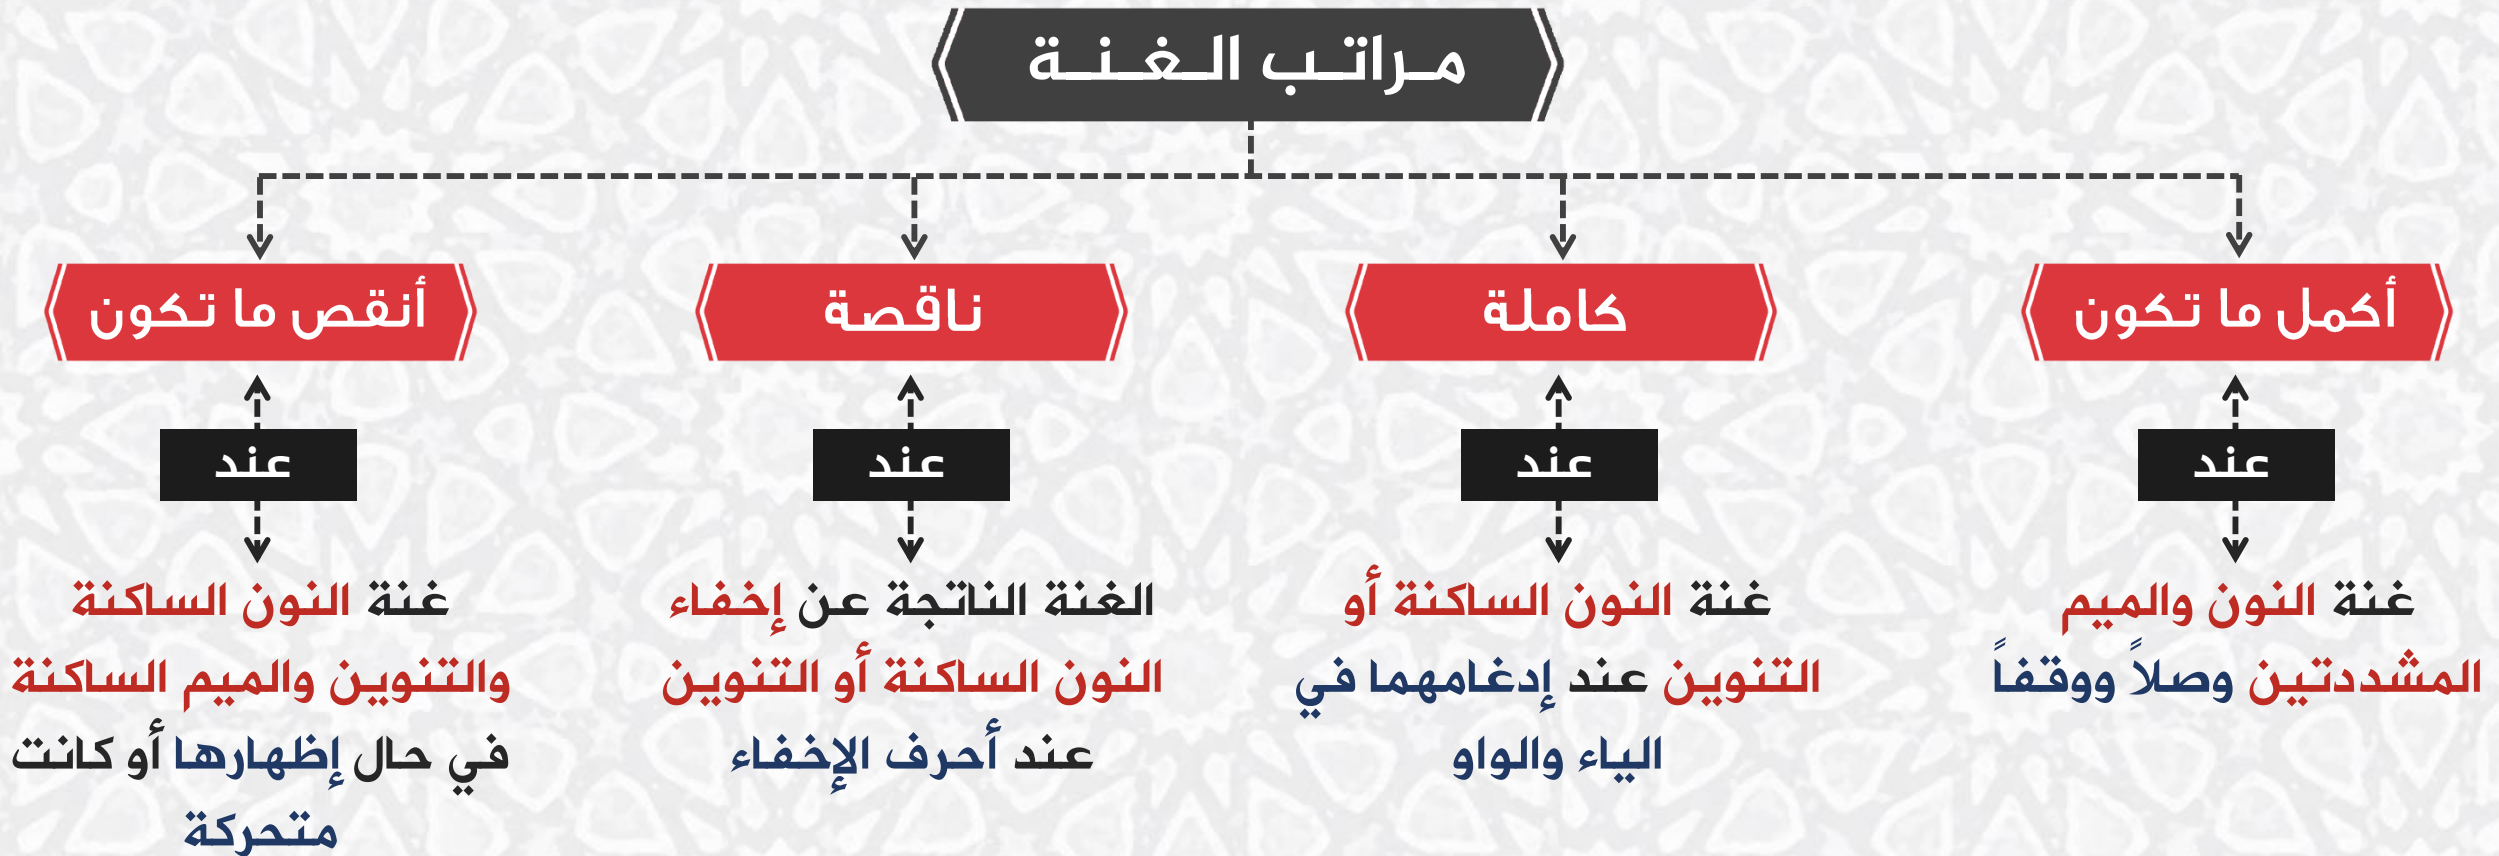 مراتب الغنة
أكمل ما تكون
عند
غنة النون والميم
المشددتين وصلاً ووقفاً
كاملة
عند
غنة النون الساكنة أو
التنوين عند إدغامهما في
الياء والواو
ناقصة
عند
الغنة الناتجة عن إخفاء
النون الساكنة أو التنوين
عند أحرف الإخفاء
أنقص ما تكون
عند
غنة النون الساكنة
والتنوين والميم الساكنة
في حال إظهارها أو كانت
متحركة